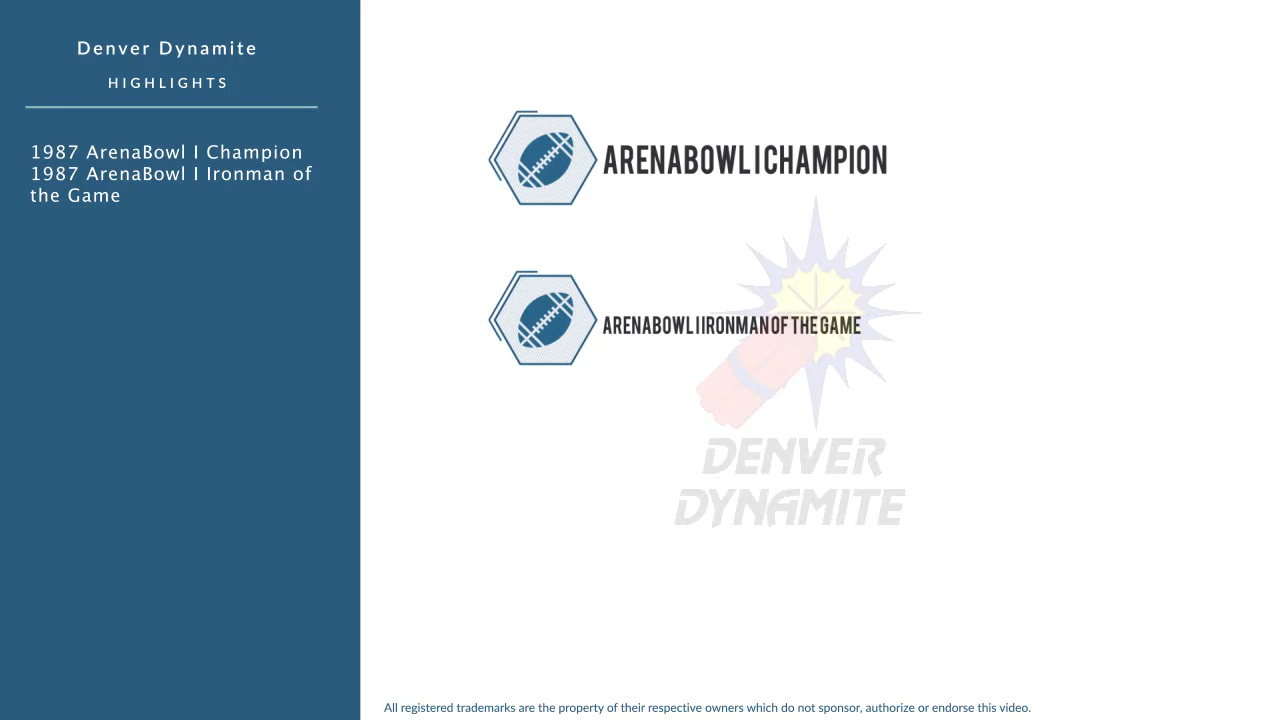 Denver Dynamite
HIGHLIGHTS
1987 ArenaBowl I Champion
1987 ArenaBowl I Ironman of
the Game
ARENABOWL I CHAMPION
ARENABOWL I IRONMAN OF THE GAME
DENVER
DYNAMITE
All registered trademarks are the property of their respective owners which do not sponsor, authorize or endorse this video.